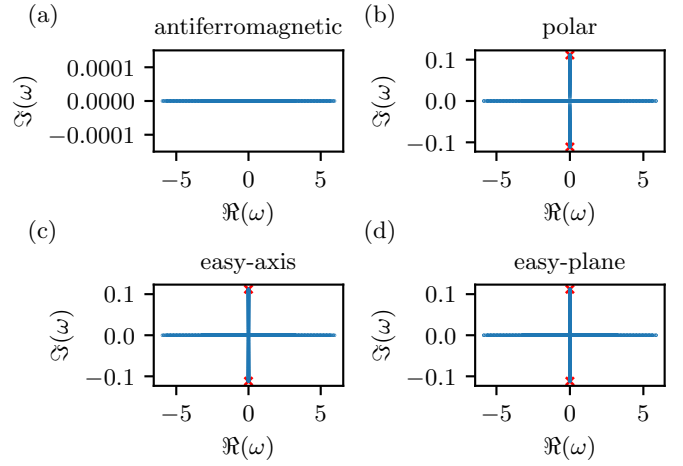 (a)
antiferromagnetic
ℑ(ω)
0.0001
0.0000
−0.0001
−5
0
5
ℜ(ω)
(b)
polar
ℑ(ω)
0.1
0.0
−0.1
−5
0
5
ℜ(ω)
(c)
easy-axis
ℑ(ω)
0.1
0.0
−0.1
−5
0
5
ℜ(ω)
(d)
easy-plane
ℑ(ω)
0.1
0.0
−0.1
−5
0
5
ℜ(ω)